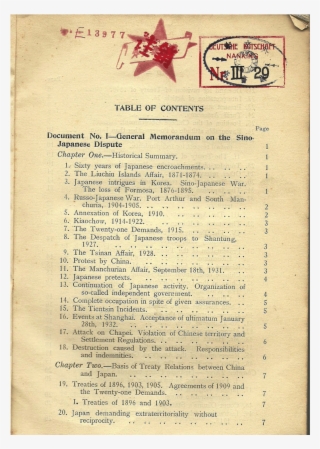 E13977
DEUTSCHE BOTSCHAFT
NANKING
Nr. III 29
TABLE OF CONTENTS
Page
Document No. I—General Memorandum on the Sino-
Japanese Dispute 1
Chapter One.—Historical Summary. 1
1. Sixty years of Japanese encroachments. 1
2. The Liuchin Islands Affair, 1871-1874. 1
3. Japanese intrigues in Korea. Sino-Japanese War.
The loss of Formosa, 1876-1895. 1
4. Russo-Japanese War. Port Arthur and South Man-
churia, 1904-1905. 2
5. Annexation of Korea, 1910. 2
6. Kiaochow, 1914-1922. 3
7. The Twenty-one Demands, 1915. 3
8. The Despatch of Japanese troops to Shantung,
1927. 3
9. The Tsinan Affair, 1928. 3
10. Protest by China. 3
11. The Manchurian Affair, September 18th, 1931. 3
12. Japanese pretexts. 4
13. Continuation of Japanese activity. Organization of
so-called independent government. 4
14. Complete occupation in spite of given assurances. 5
15. The Tientsin Incidents. 5
16. Events at Shanghai. Acceptance of ultimatum January
28th, 1932. 5
17. Attack on Chapei. Violation of Chinese territory and
Settlement Regulations. 6
18. Destruction caused by the attack. Responsibilities
and indemnities. 6
Chapter Two.—Basis of Treaty Relations between China
and Japan. 7
19. Treaties of 1896, 1903, 1905. Agreements of 1909 and
the Twenty-one Demands. 7
I. Treaties of 1896 and 1903. 7
20. Japan demanding extraterritoriality without
reciprocity. 7